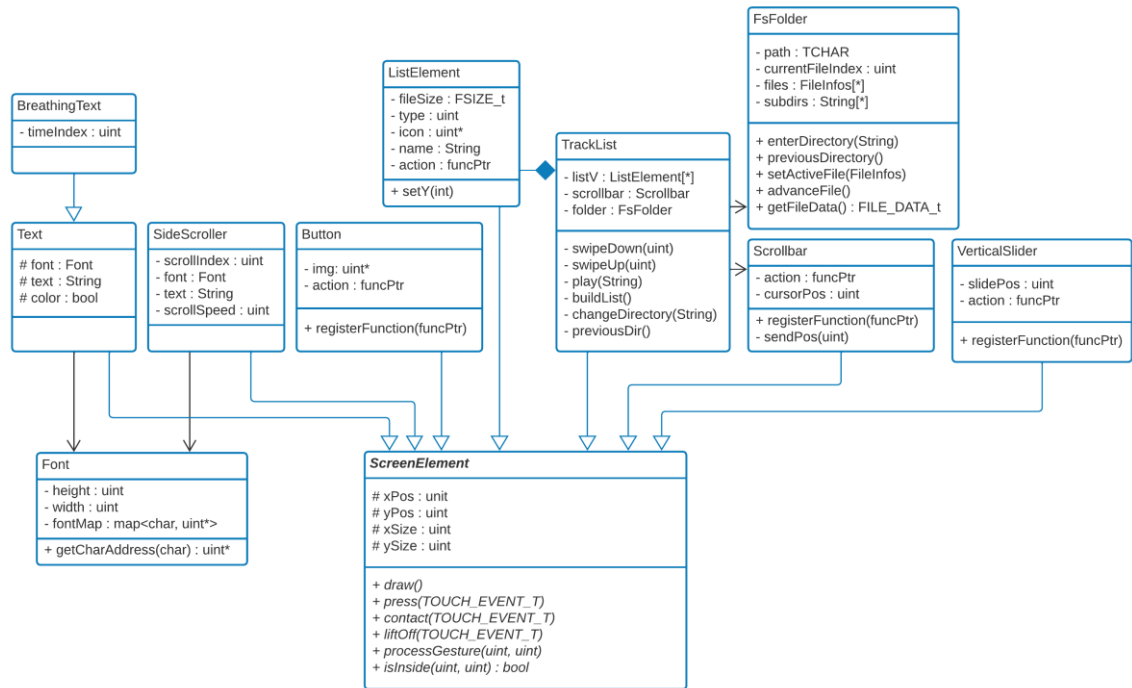 FsFolder
- path : TCHAR
- currentFileIndex : uint
- files : FileInfos[*]
- subdirs : String[*]
+ enterDirectory(String)
+ previousDirectory()
+ setActiveFile(FileInfos)
+ advanceFile()
+ getFileData() : FILE_DATA_t
ListElement
- fileSize : FSIZE_t
- type : uint
- icon : uint*
- name : String
- action : funcPtr
+ setY(int)
BreathingText
- timeIndex : uint
TrackList
- listV : ListElement[*]
- scrollbar : Scrollbar
- folder : FsFolder
- swipeDown(uint)
- swipeUp(uint)
- play(String)
- buildList()
- changeDirectory(String)
- previousDir()
Text
# font : Font
# text : String
# color : bool
SideScroller
- scrollIndex : uint
- font : Font
- text : String
- scrollSpeed : uint
Button
- img: uint*
- action : funcPtr
+ registerFunction(funcPtr)
Scrollbar
- action : funcPtr
- cursorPos : uint
+ registerFunction(funcPtr)
- sendPos(uint)
VerticalSlider
- slidePos : uint
- action : funcPtr
+ registerFunction(funcPtr)
Font
- height : uint
- width : uint
- fontMap : map<char, uint*>
+ getCharAddress(char) : uint*
ScreenElement
# xPos : unit
# yPos : uint
# xSize : uint
# ySize : uint
+ draw()
+ press(TOUCH_EVENT_T)
+ contact(TOUCH_EVENT_T)
+ liftOff(TOUCH_EVENT_T)
+ processGesture(uint, uint)
+ isInside(uint, uint) : bool